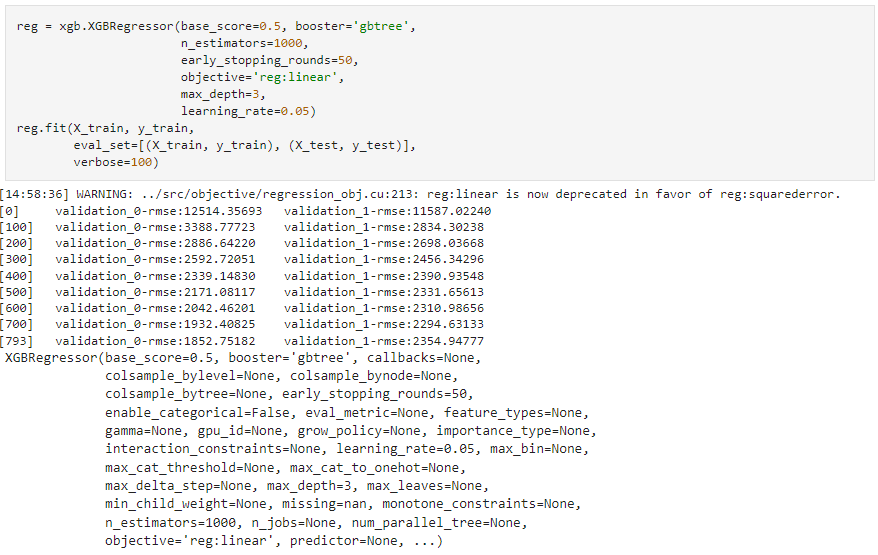 reg = xgb.XGBRegressor(base_score=0.5, booster='gbtree',
n_estimators=1000,
early_stopping_rounds=50,
objective='reg:linear',
max_depth=3,
learning_rate=0.05)
reg.fit(X_train, y_train,
eval_set=[(X_train, y_train), (X_test, y_test)],
verbose=100)
[14:58:36] WARNING: ../src/objective/regression_obj.cu:213: reg:linear is now deprecated in favor of reg:squarederror.
[0] validation_0-rmse:12514.35693 validation_1-rmse:11587.02240
[100] validation_0-rmse:3388.77723 validation_1-rmse:2834.30238
[200] validation_0-rmse:2886.64220 validation_1-rmse:2698.03668
[300] validation_0-rmse:2592.72051 validation_1-rmse:2456.34296
[400] validation_0-rmse:2339.14830 validation_1-rmse:2390.93548
[500] validation_0-rmse:2171.08117 validation_1-rmse:2331.65613
[600] validation_0-rmse:2042.46201 validation_1-rmse:2310.98656
[700] validation_0-rmse:1932.40825 validation_1-rmse:2294.63133
[793] validation_0-rmse:1852.75182 validation_1-rmse:2354.94777
XGBRegressor(base_score=0.5, booster='gbtree', callbacks=None,
colsample_bylevel=None, colsample_bynode=None,
colsample_bytree=None, early_stopping_rounds=50,
enable_categorical=False, eval_metric=None, feature_types=None,
gamma=None, gpu_id=None, grow_policy=None, importance_type=None,
interaction_constraints=None, learning_rate=0.05, max_bin=None,
max_cat_threshold=None, max_cat_to_onehot=None,
max_delta_step=None, max_depth=3, max_leaves=None,
min_child_weight=None, missing=nan, monotone_constraints=None,
n_estimators=1000, n_jobs=None, num_parallel_tree=None,
objective='reg:linear', predictor=None, ...)